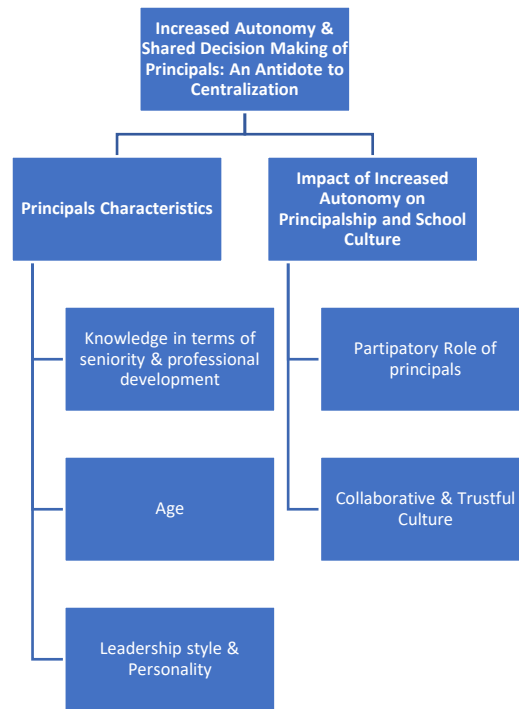 Increased Autonomy &
Shared Decision Making of
Principals: An Antidote to
Centralization
Principals Characteristics
Impact of Increased
Autonomy on
Principalship and School
Culture
Knowledge in terms of
seniority & professional
development
Partipatory Role of
principals
Age
Collaborative & Trustful
Culture
Leadership style &
Personality